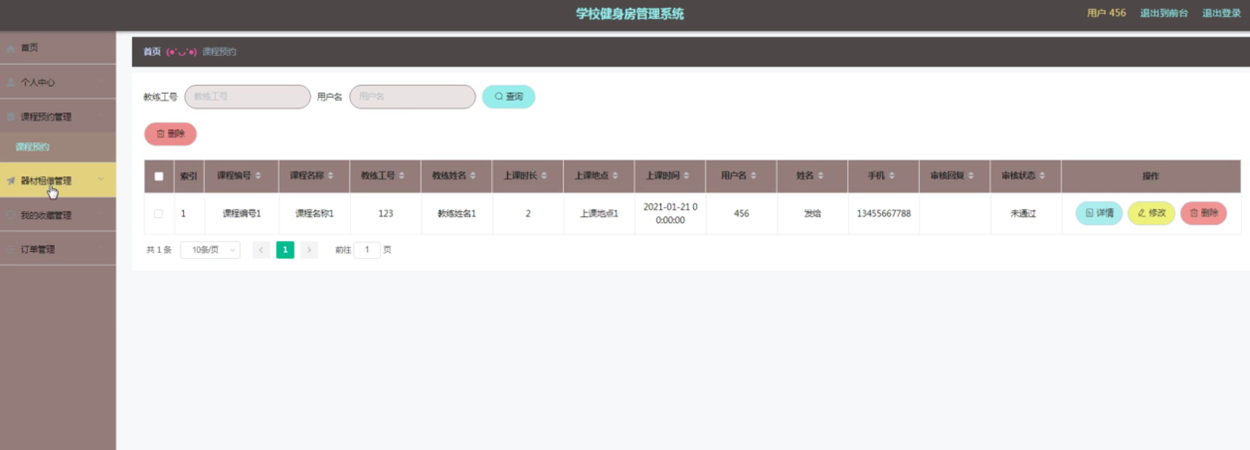 学校健身房管理系统
用户 456 退出到前台 退出登录
首页
个人中心
课程预约管理
课程预约
器材租借管理
我的收藏管理
订单管理
首页 (●'◡'●) 课程预约
教练工号 教练工号 用户名 用户名 查询
删除
索引 课程编号 课程名称 教练工号 教练姓名 上课时长 上课地点 上课时间 用户名 姓名 手机 审核回复 审核状态 操作
1 课程编号1 课程名称1 123 教练姓名1 2 上课地点1 2021-01-21 0 456 发给 13455667788 未通过 详情 修改 删除
0:00:00
共 1 条 10条/页 1 前往 1 页